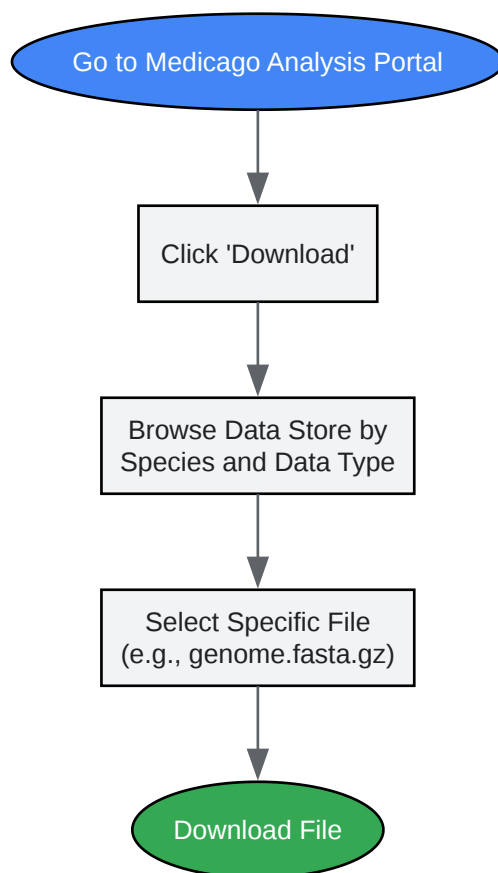 Go to Medicago Analysis Portal
Click 'Download'
Browse Data Store by
Species and Data Type
Select Specific File
(e.g., genome.fasta.gz)
Download File